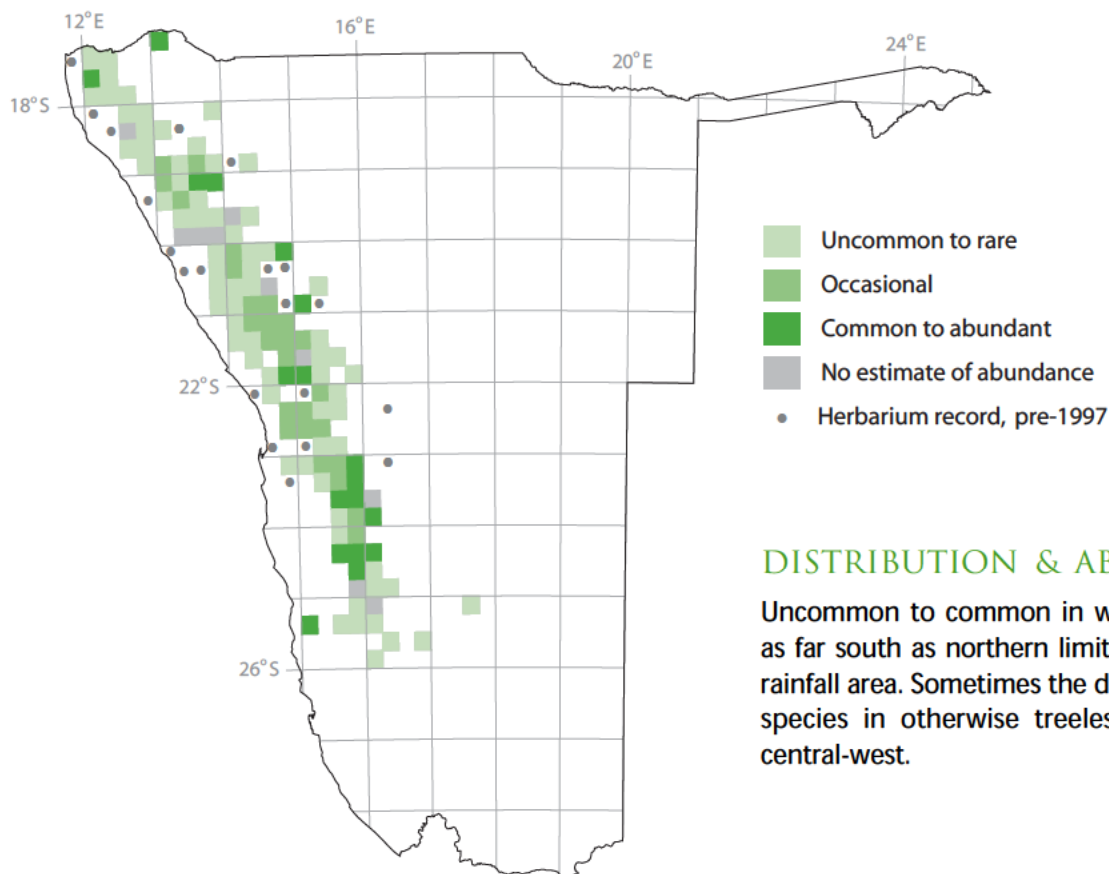 12°E
16°E
20°E
24°E
18°S
22°S
26°S
Uncommon to rare
Occasional
Common to abundant
No estimate of abundance
Herbarium record, pre-1997
DISTRIBUTION & AB
Uncommon to common in w
as far south as northern limit
rainfall area. Sometimes the d
species in otherwise treeles
central-west.